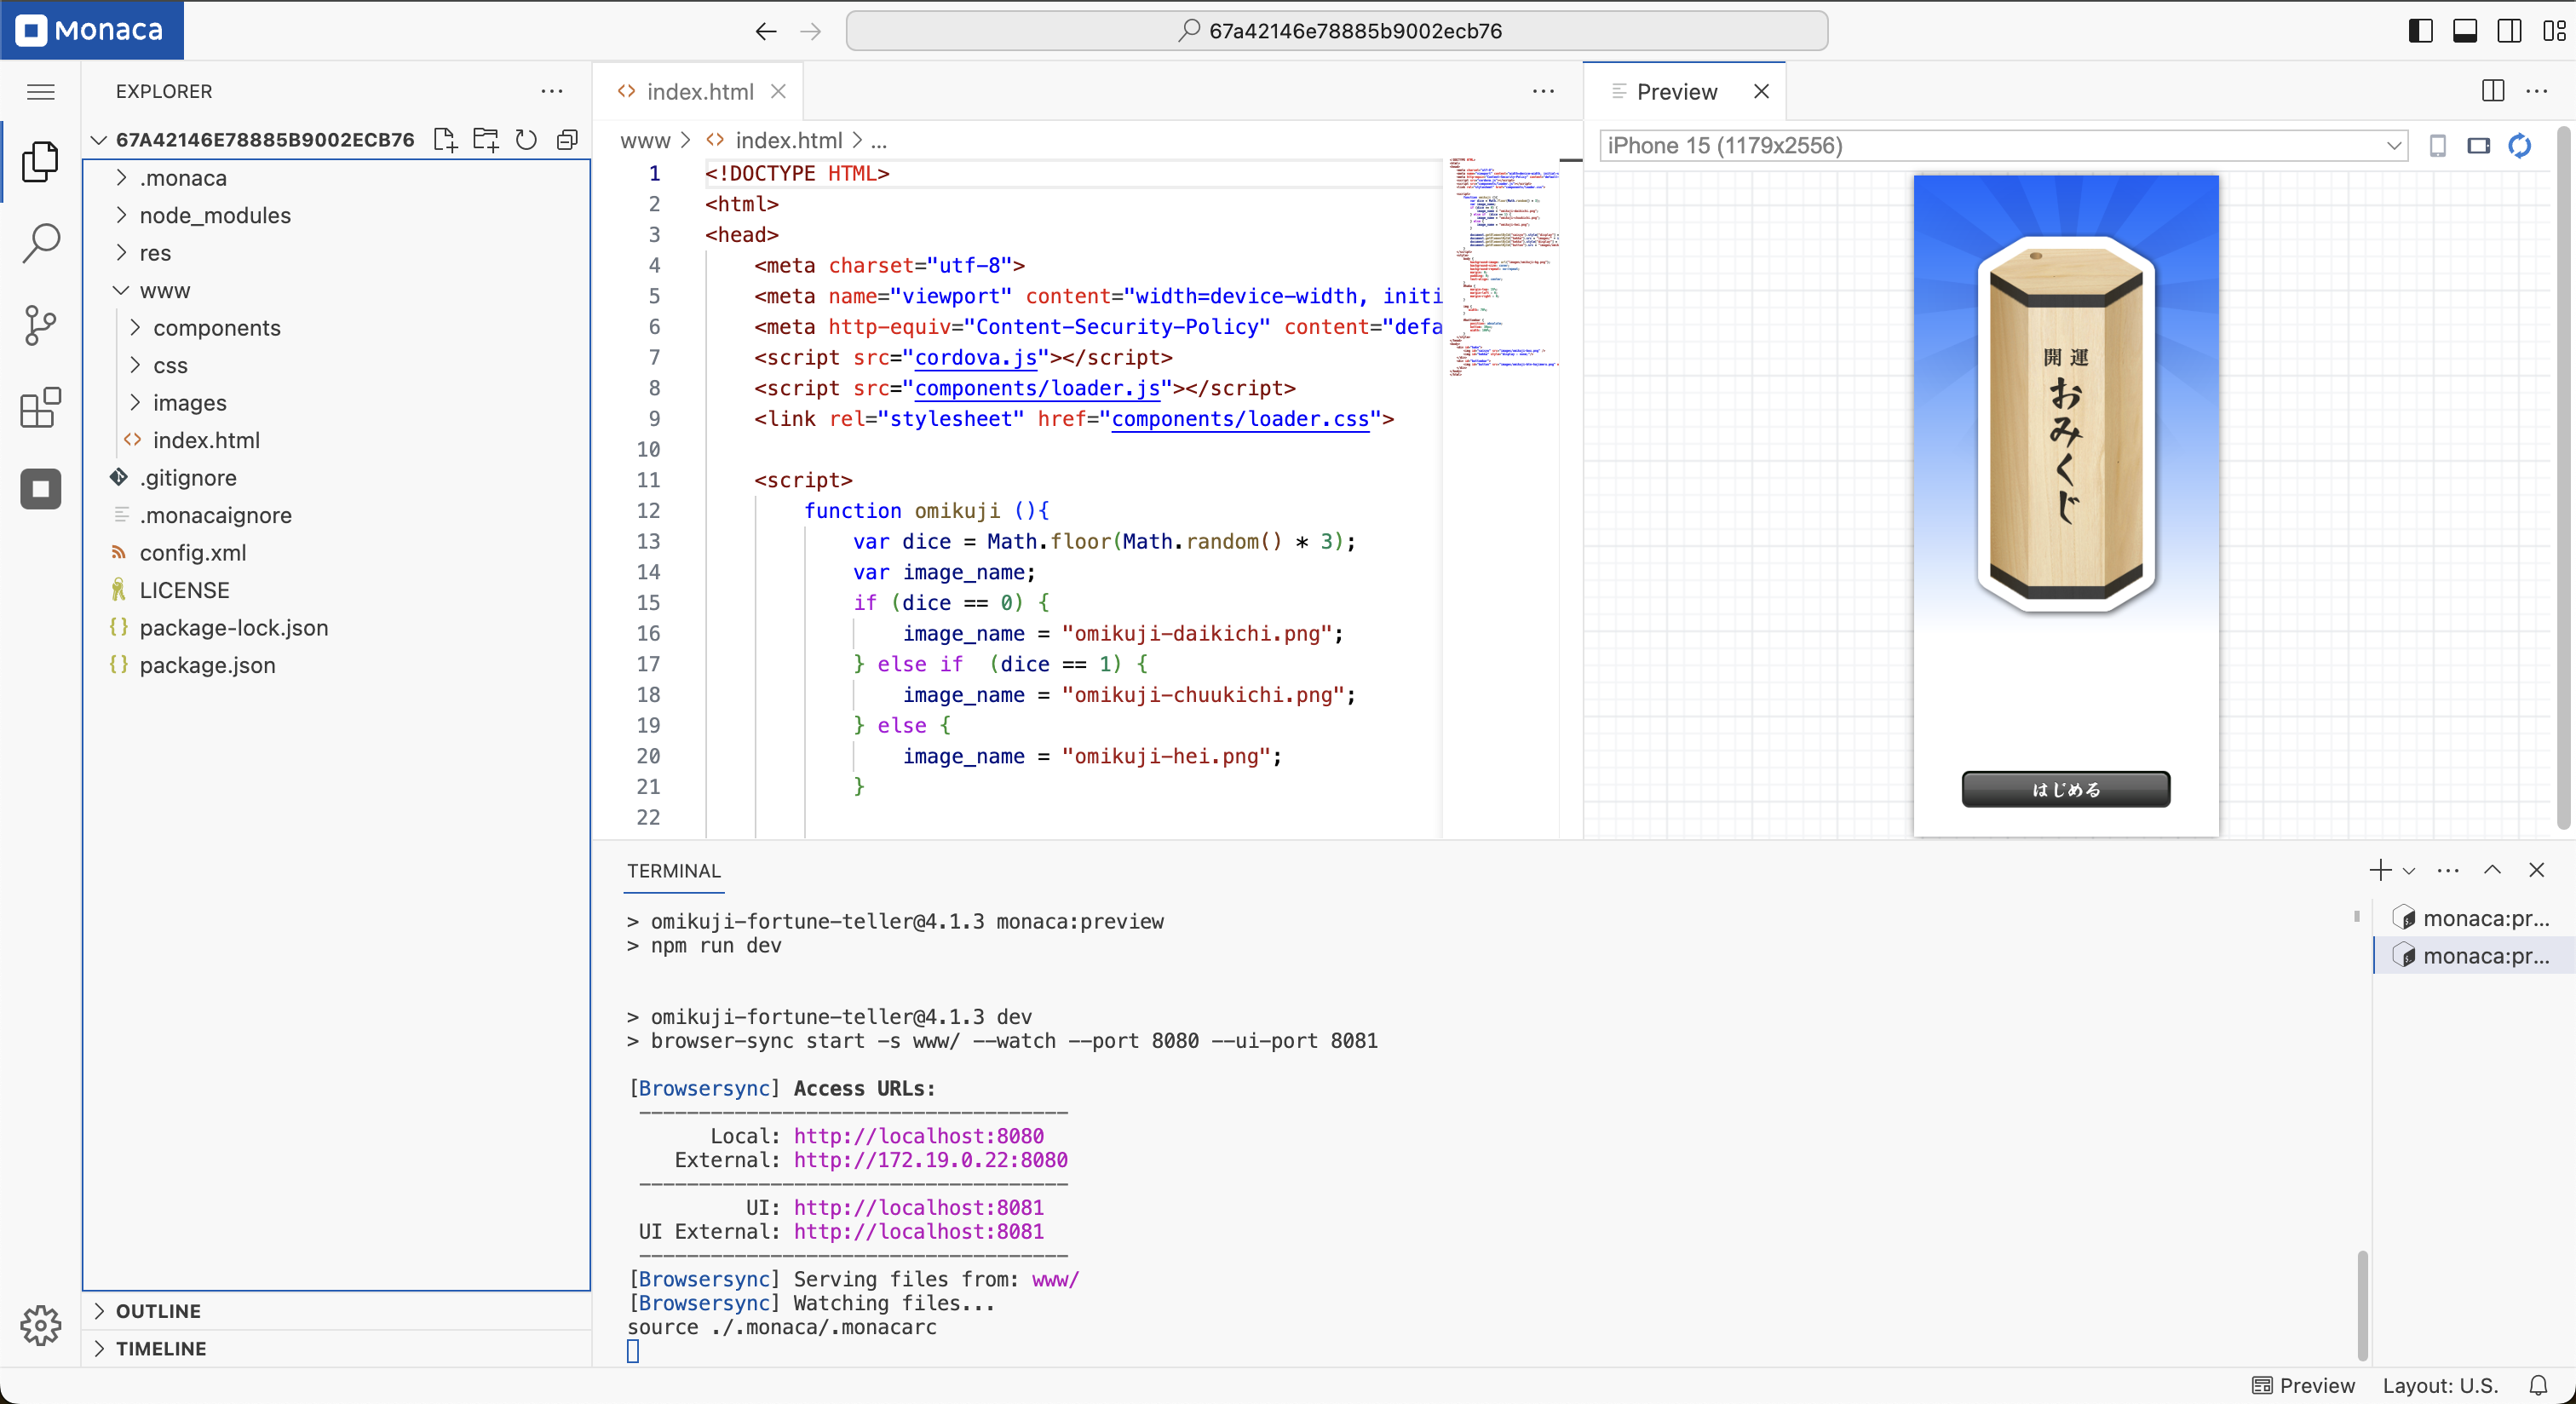 Monaca
67a42146e78885b9002ecb76
EXPLORER
67A42146E78885B9002ECB76
.monaca
node_modules
res
www
components
css
images
index.html
.gitignore
.monacaignore
config.xml
LICENSE
package-lock.json
package.json
OUTLINE
TIMELINE
index.html
www > index.html > ...
1 <!DOCTYPE HTML>
2 <html>
3 <head>
4 <meta charset="utf-8">
5 <meta name="viewport" content="width=device-width, initi
6 <meta http-equiv="Content-Security-Policy" content="defa
7 <script src="cordova.js"></script>
8 <script src="components/loader.js"></script>
9 <link rel="stylesheet" href="components/loader.css">
10
11 <script>
12 function omikuji (){
13 var dice = Math.floor(Math.random() * 3);
14 var image_name;
15 if (dice == 0) {
16 image_name = "omikuji-daikichi.png";
17 } else if  (dice == 1) {
18 image_name = "omikuji-chuukichi.png";
19 } else {
20 image_name = "omikuji-hei.png";
21 }
22
Preview
iPhone 15 (1179x2556)
開運
おみくじ
はじめる
TERMINAL
> omikuji-fortune-teller@4.1.3 monaca:preview
> npm run dev
> omikuji-fortune-teller@4.1.3 dev
> browser-sync start -s www/ --watch --port 8080 --ui-port 8081
[Browsersync] Access URLs:
------------------------------------
Local: http://localhost:8080
External: http://172.19.0.22:8080
------------------------------------
UI: http://localhost:8081
UI External: http://localhost:8081
------------------------------------
[Browsersync] Serving files from: www/
[Browsersync] Watching files...
source ./.monaca/.monacarc
monaca:pr...
monaca:pr...
Preview
Layout: U.S.